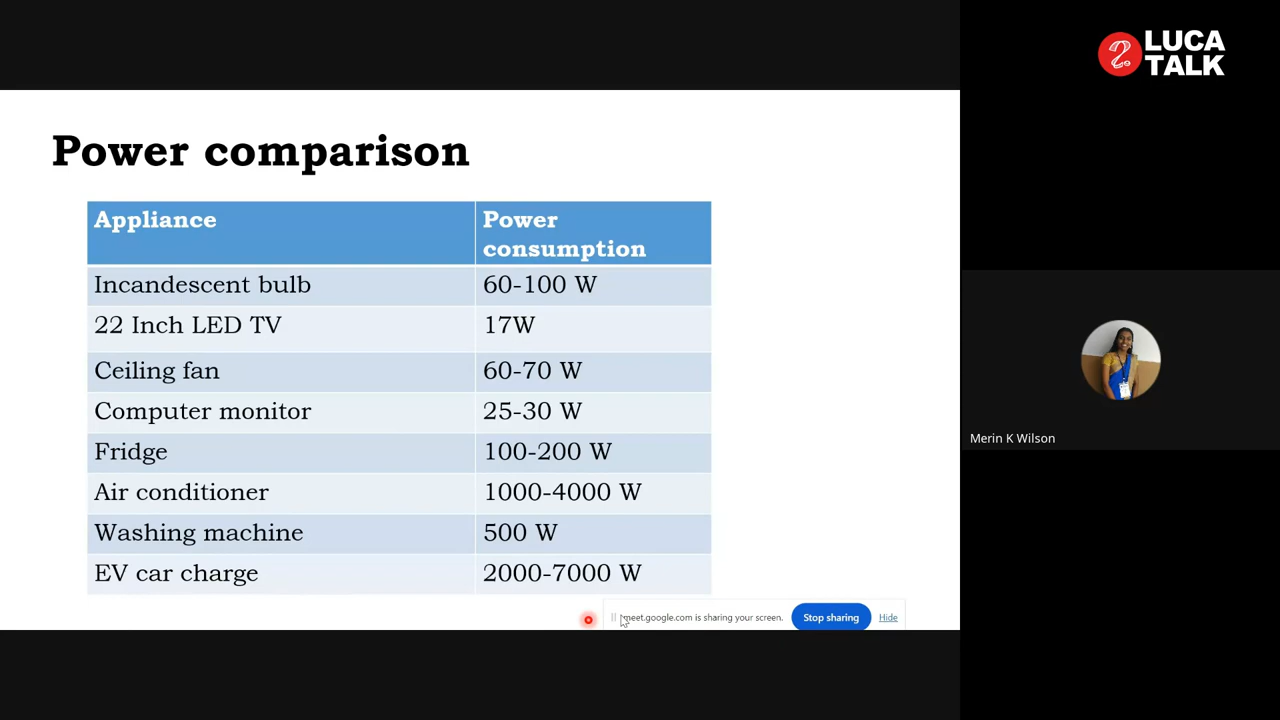 LUCA
TALK
Power comparison
Appliance
Power
consumption
Incandescent bulb
60-100 W
22 Inch LED TV
17W
Ceiling fan
60-70 W
Computer monitor
25-30 W
Fridge
100-200 W
Air conditioner
1000-4000 W
Washing machine
500 W
EV car charge
2000-7000 W
Merin K Wilson
meet.google.com is sharing your screen.
Stop sharing
Hide